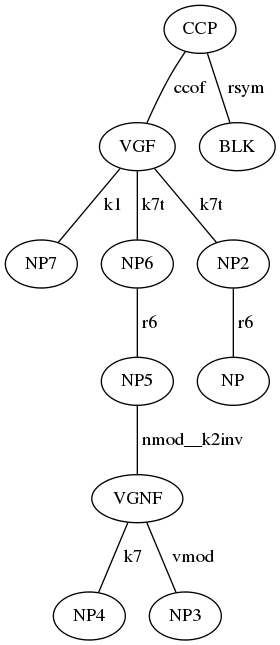 CCP
ccof rsym
VGF BLK
k1 k7t k7t
NP7 NP6 NP2
r6 r6
NP5 NP
nmod__k2inv
VGNF
k7 vmod
NP4 NP3